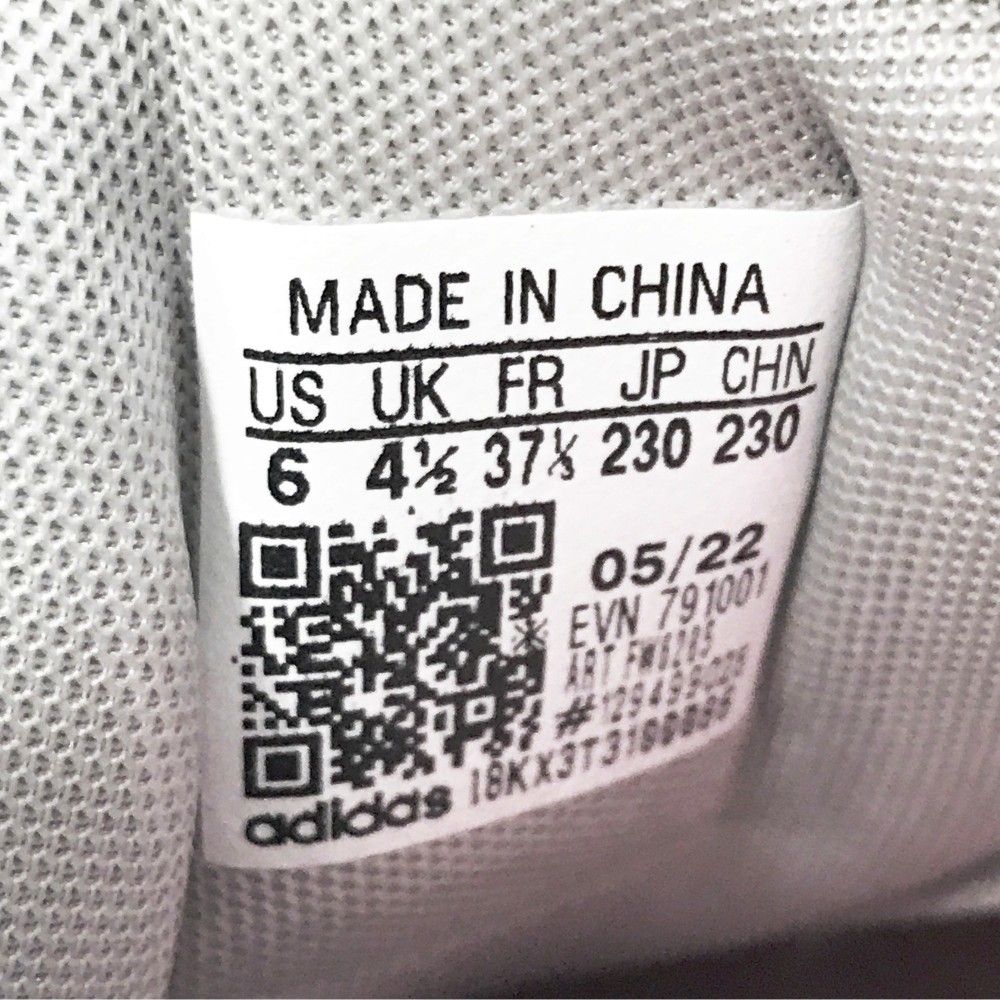 MADE IN CHINA
US UK FR JP CHN
6 4½ 37⅓ 230 230
05/22
EVN 791001
ART
adidas